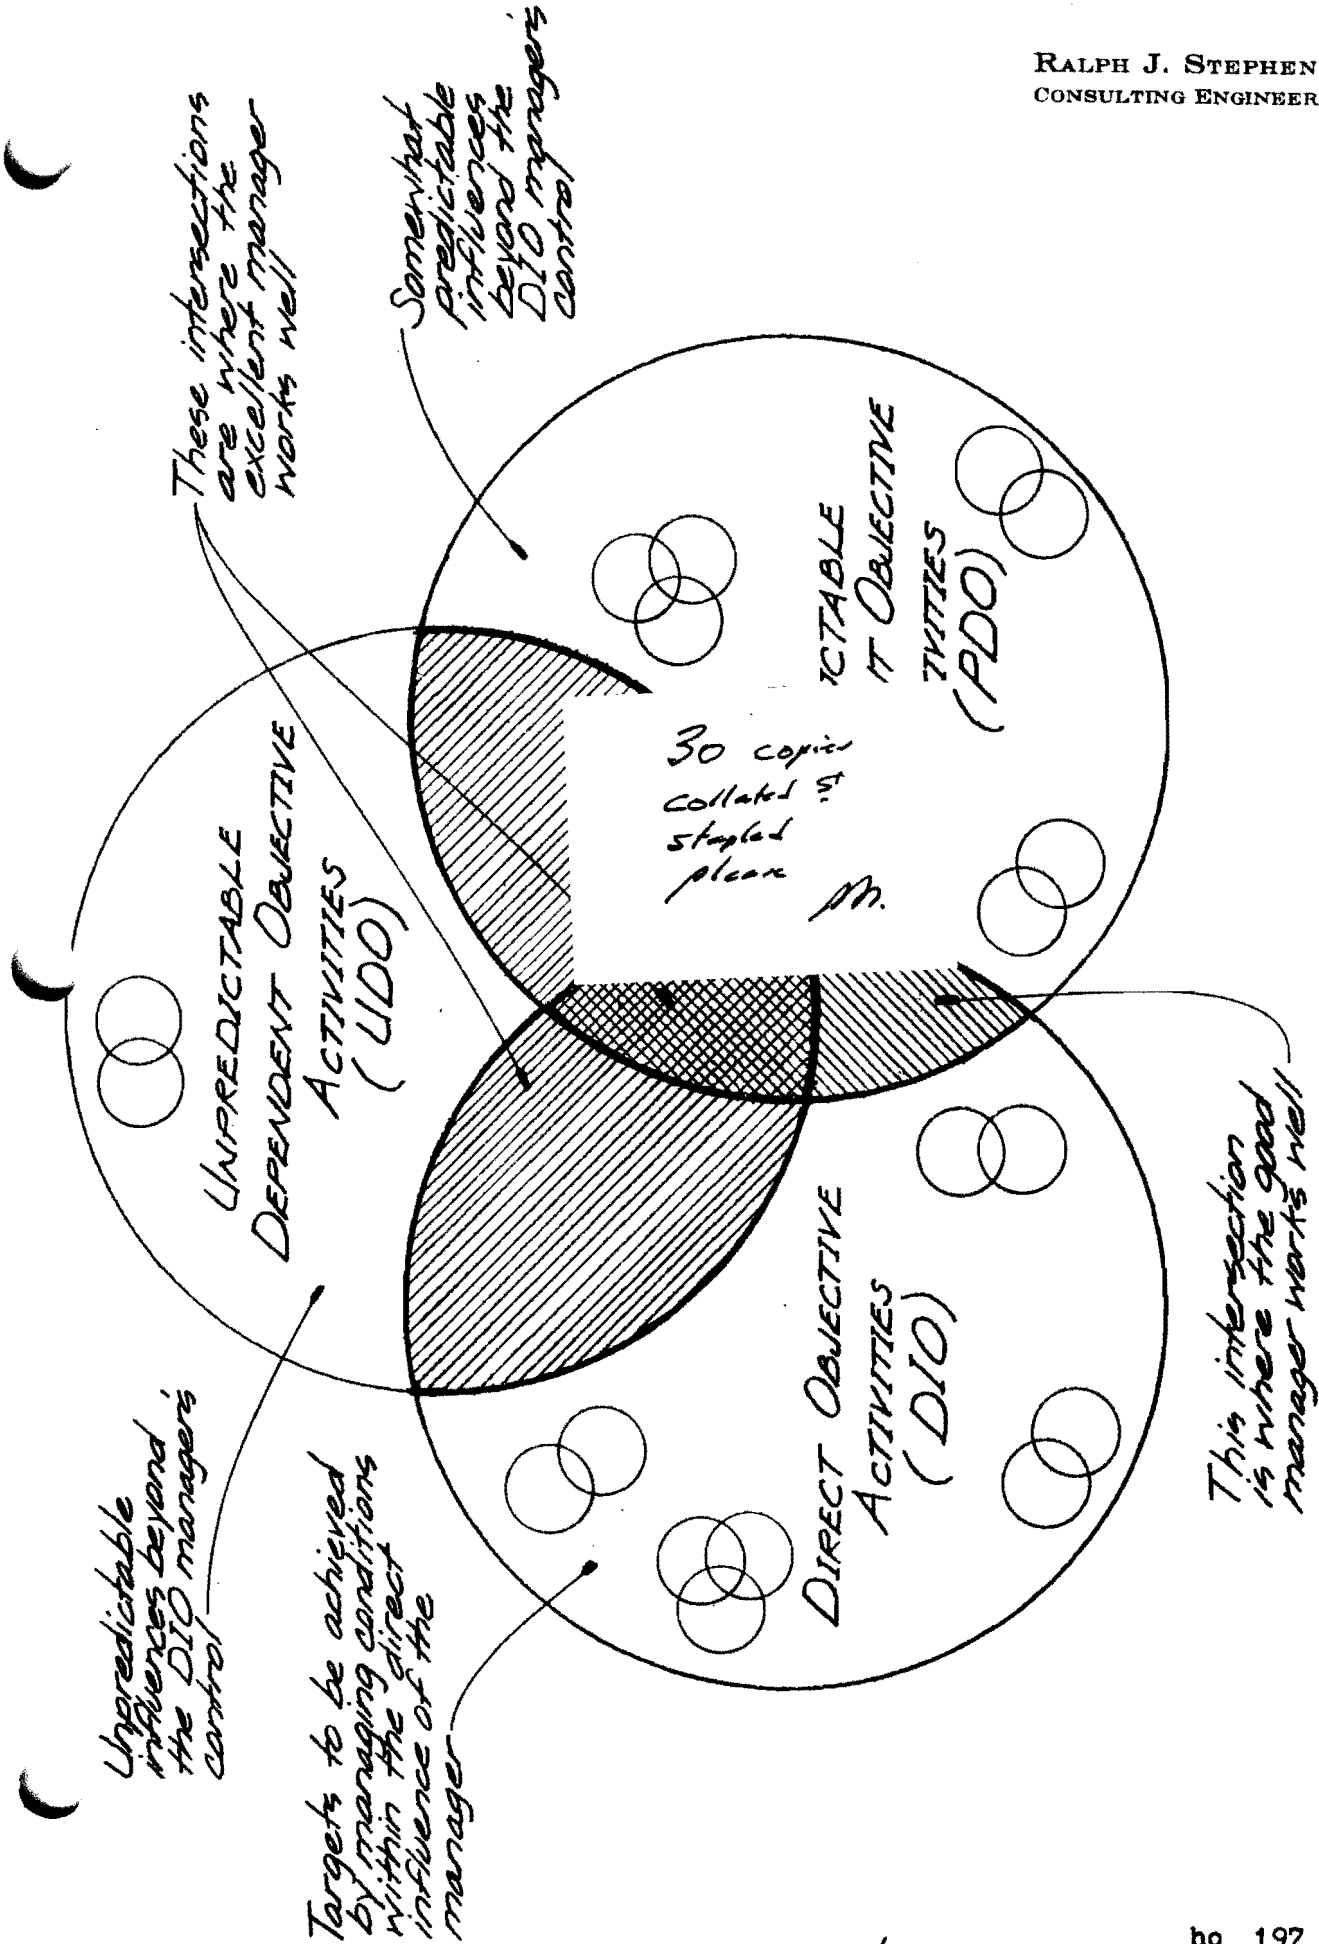 RALPH J. STEPHEN
CONSULTING ENGINEER
These intersections
are where the
excellent manager
works well
Somewhat
predictable
influences
beyond the
DIO manager's
control
UNPREDICTABLE
DEPENDENT OBJECTIVE
ACTIVITIES
(UDO)
ICTABLE
IT OBJECTIVE
TVITIES
(PDO)
30 copies
collated &
stapled
please
Unpredictable
influences beyond
the DIO manager's
control
Targets to be achieved
by managing conditions
within the direct
influence of the
manager
DIRECT OBJECTIVE
ACTIVITIES
(DIO)
This intersection
is where the good
manager works well
ho 197